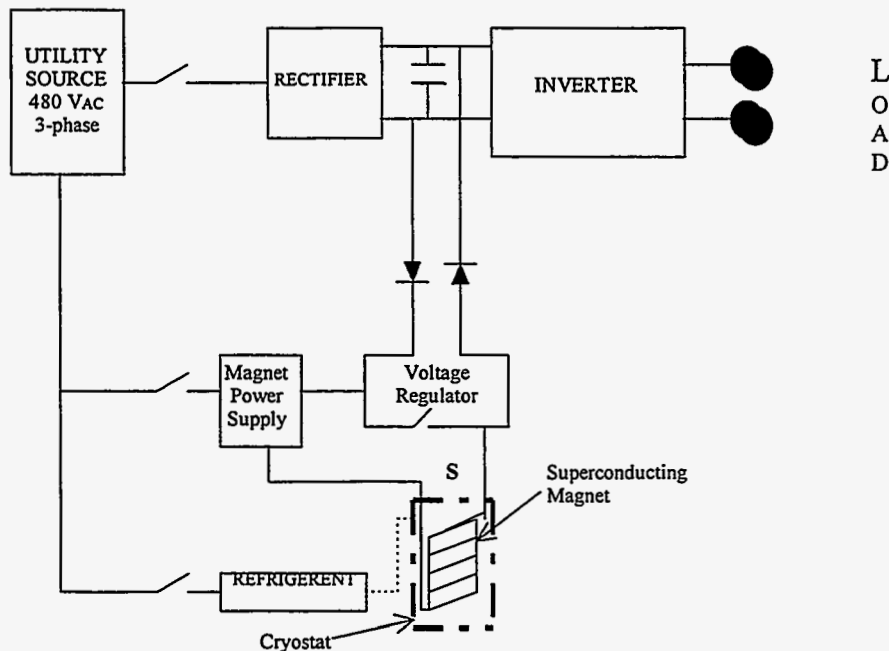 UTILITY
SOURCE
480 VAC
3-phase
RECTIFIER
INVERTER
L
O
A
D
Magnet
Power
Supply
Voltage
Regulator
S
Superconducting
Magnet
REFRIGERENT
Cryostat